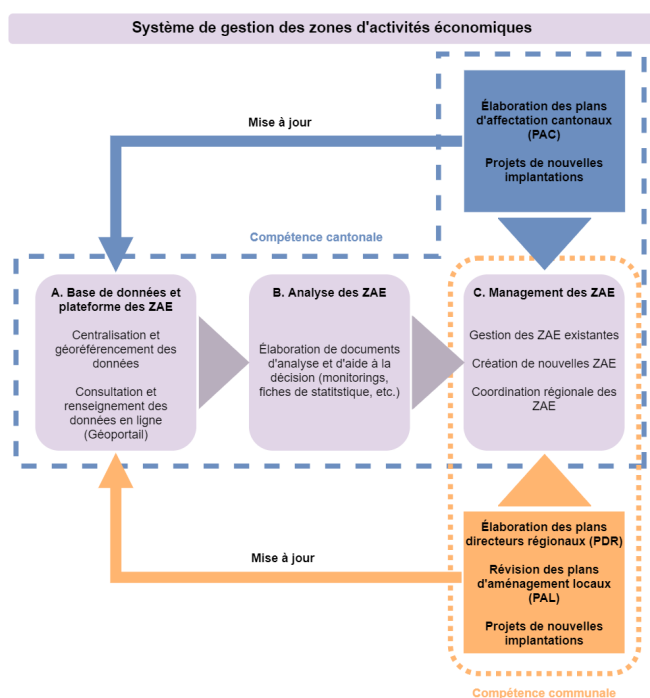 Système de gestion des zones d'activités économiques
Élaboration des plans
d'affectation cantonaux
(PAC)
Projets de nouvelles
implantations
Mise à jour
Compétence cantonale
A. Base de données et
plateforme des ZAE
Centralisation et
géoréférencement des
données
Consultation et
renseignement des
données en ligne
(Géoportail)
B. Analyse des ZAE
Élaboration de documents
d'analyse et d'aide à la
décision (monitorings,
fiches de statitstique, etc.)
C. Management des ZAE
Gestion des ZAE existantes
Création de nouvelles ZAE
Coordination régionale des
ZAE
Mise à jour
Élaboration des plans
directeurs régionaux (PDR)
Révision des plans
d'aménagement locaux
(PAL)
Projets de nouvelles
implantations
Compétence communale